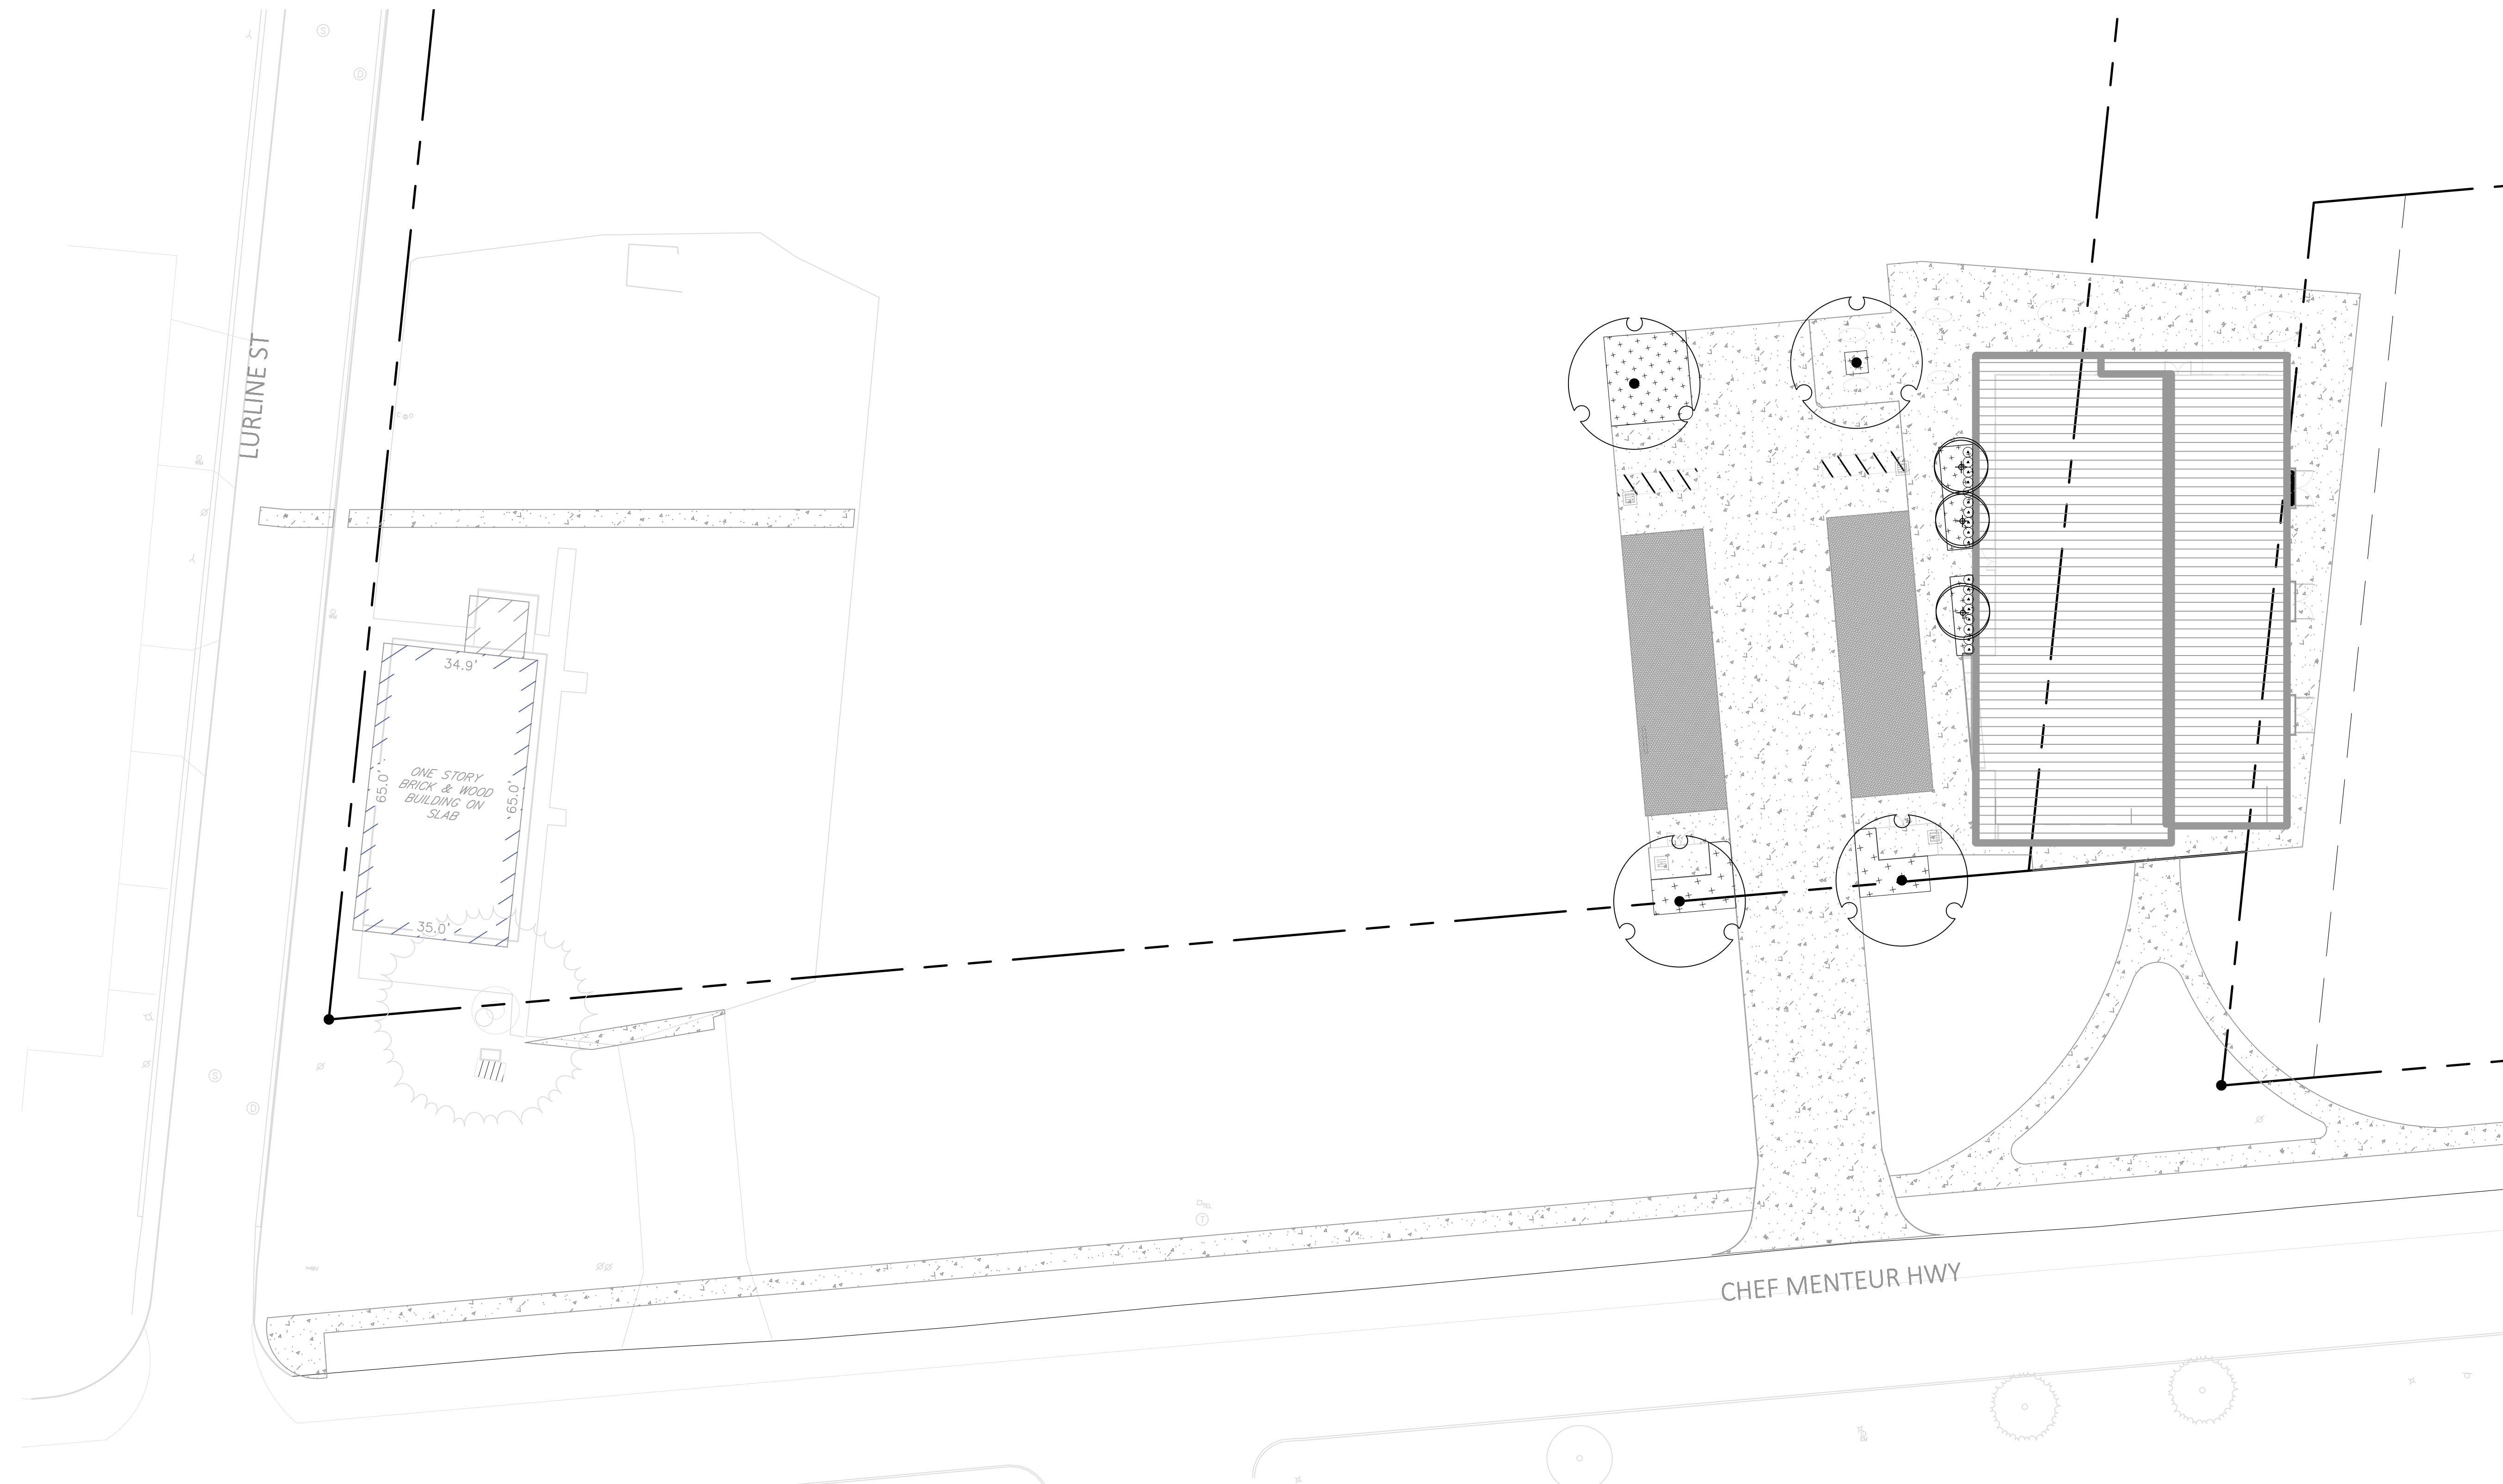 S
D
LURLINE ST
34.9'
65.0'
ONE STORY
BRICK & WOOD
BUILDING ON
SLAB
65.0'
35.0'
S
D
T
CHEF MENTEUR HWY